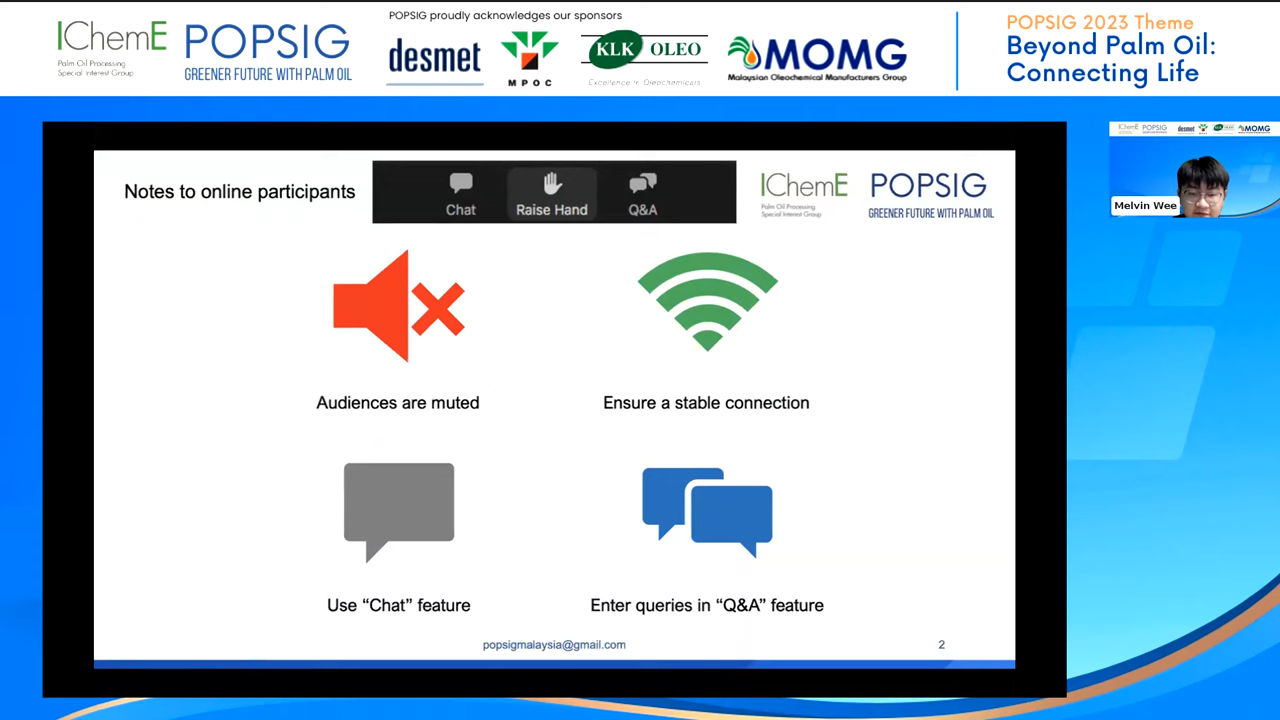 POPSIG proudly acknowledges our sponsors
IChemE
Palm Oil Processing
Special Interest Group
POPSIG
GREENER FUTURE WITH PALM OIL
desmet
MPOC
KLK OLEO
Excellence in Oleochemicals
MOMG
Malaysian Oleochemical Manufacturers Group
POPSIG 2023 Theme
Beyond Palm Oil:
Connecting Life
Notes to online participants
Chat
Raise Hand
Q&A
IChemE
Palm Oil Processing
Special Interest Group
POPSIG
GREENER FUTURE WITH PALM OIL
Audiences are muted
Ensure a stable connection
Use “Chat” feature
Enter queries in “Q&A” feature
popsigmalaysia@gmail.com
2
IChemE
POPSIG
desmet
MOMG
Melvin Wee